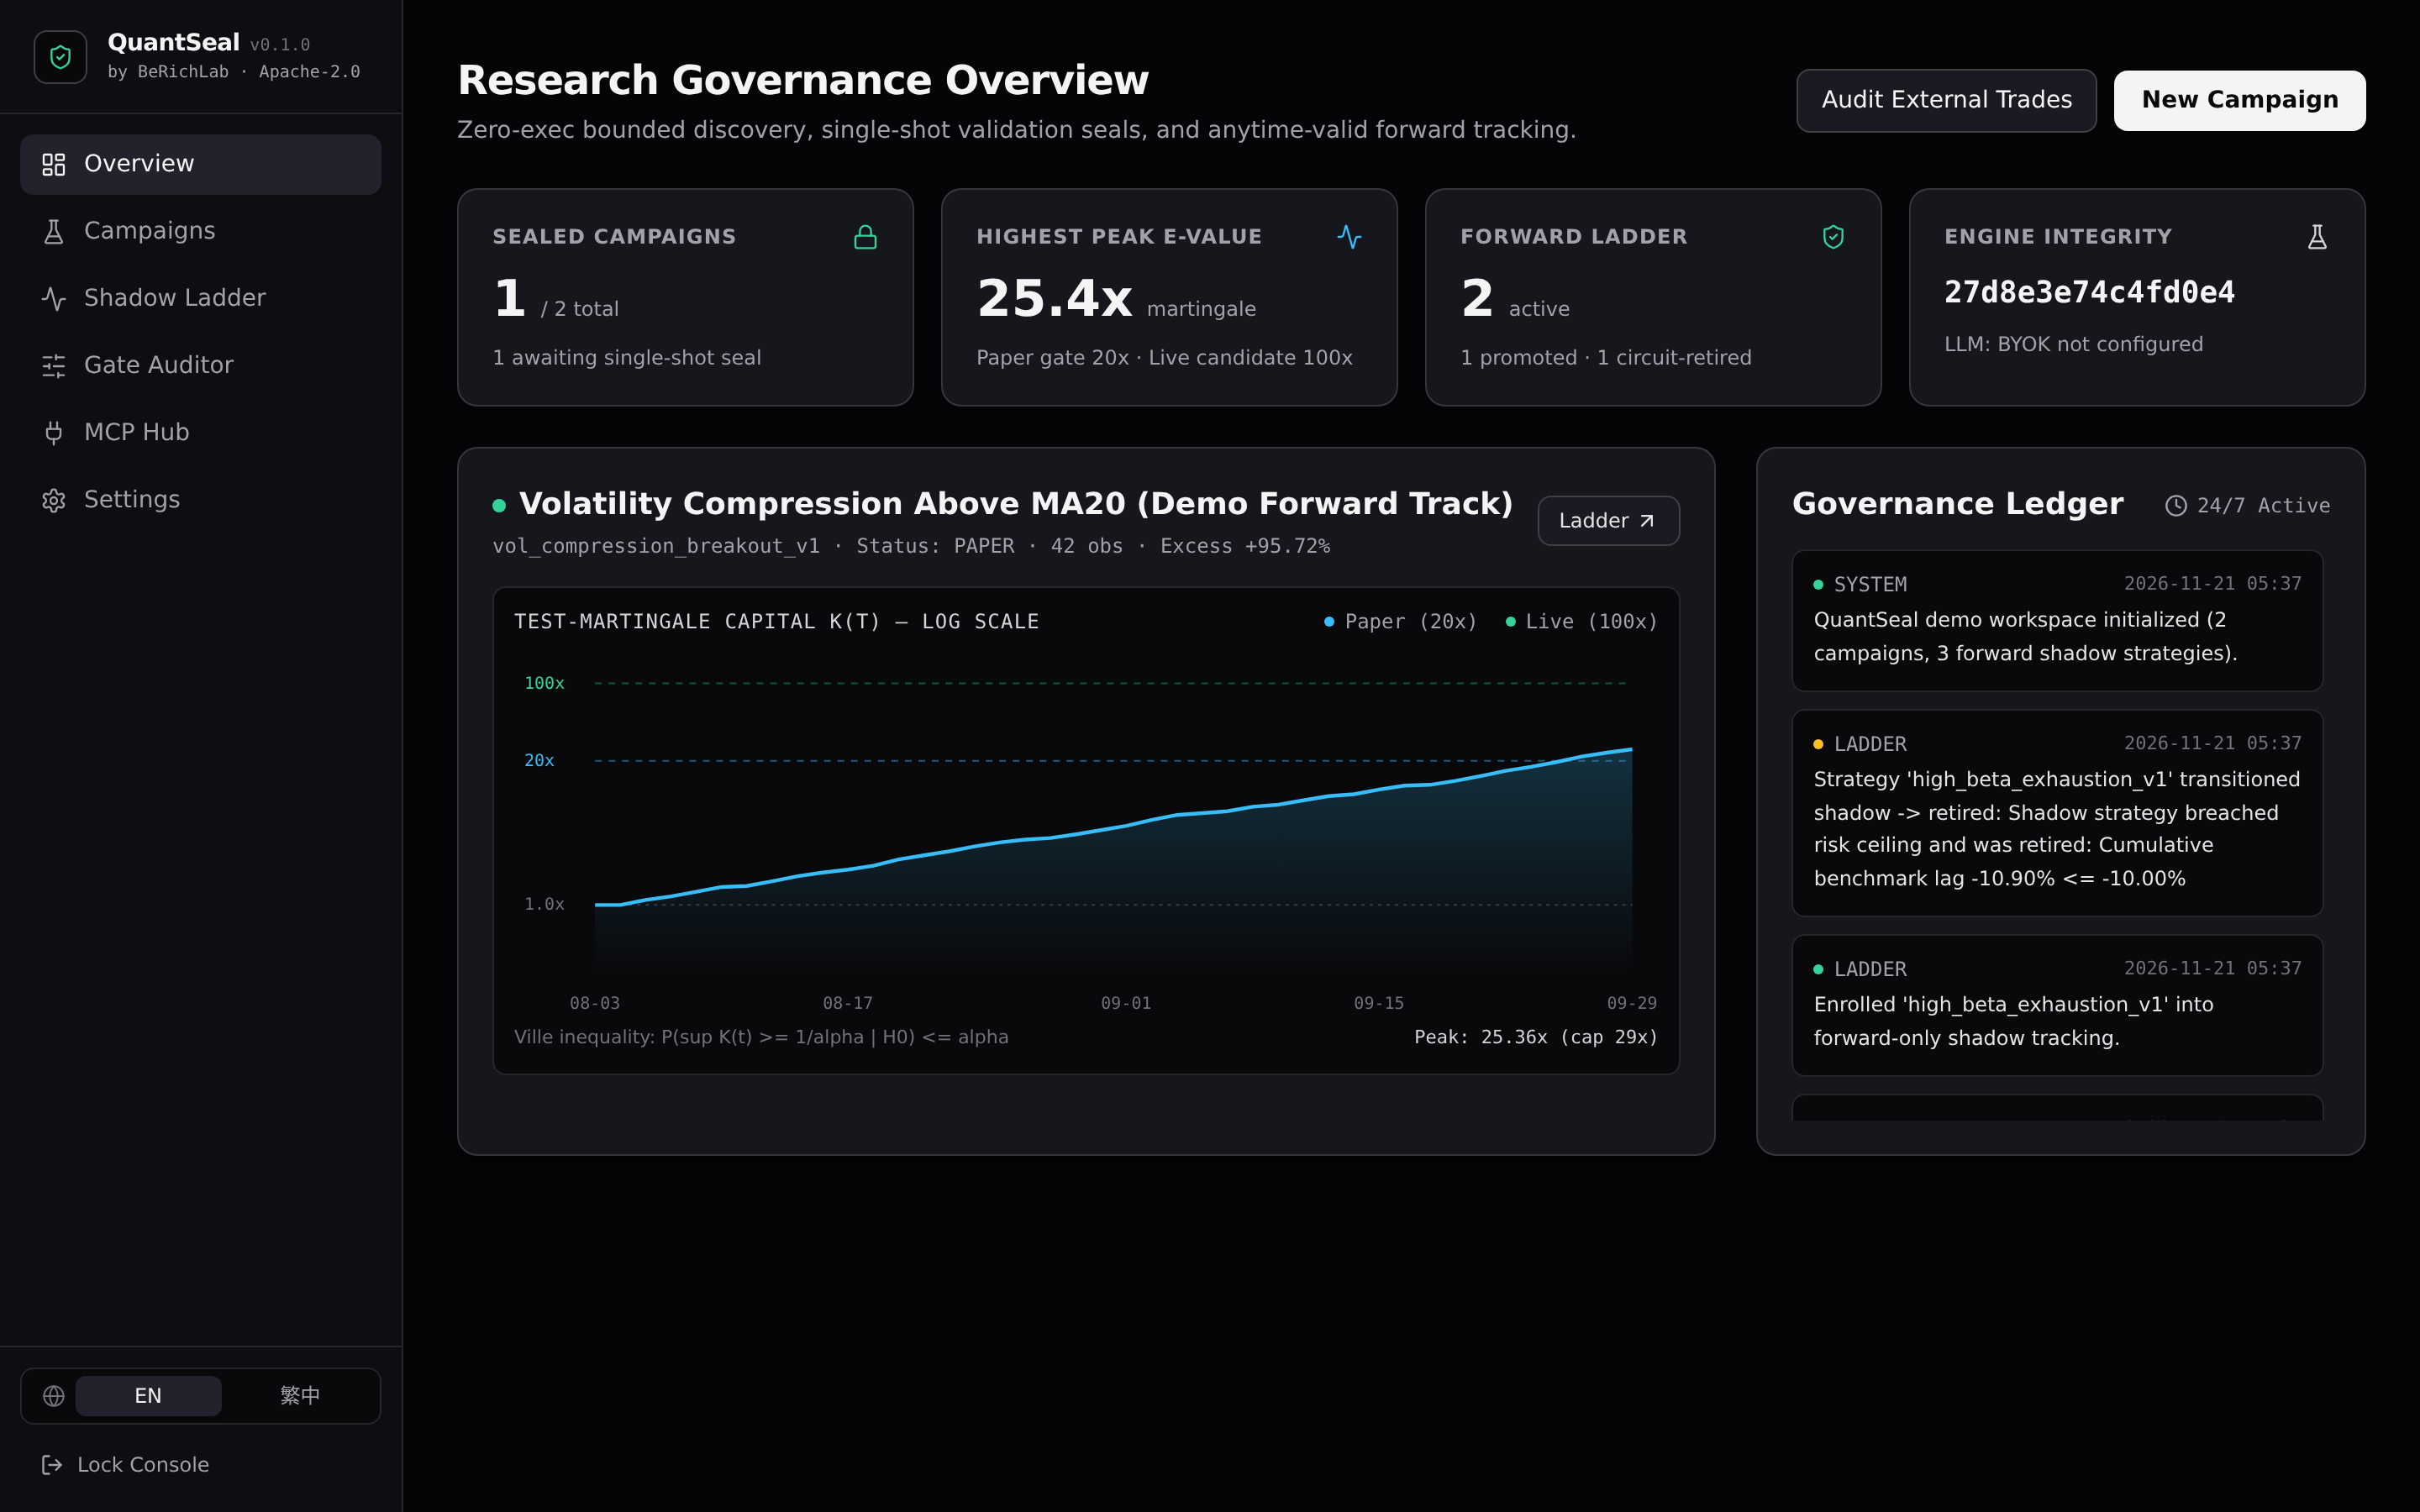 QuantSeal v0.1.0
by BeRichLab · Apache-2.0
Overview
Campaigns
Shadow Ladder
Gate Auditor
MCP Hub
Settings
EN
繁中
Lock Console
Research Governance Overview
Zero-exec bounded discovery, single-shot validation seals, and anytime-valid forward tracking.
Audit External Trades
New Campaign
SEALED CAMPAIGNS
1 / 2 total
1 awaiting single-shot seal
HIGHEST PEAK E-VALUE
25.4x martingale
Paper gate 20x · Live candidate 100x
FORWARD LADDER
2 active
1 promoted · 1 circuit-retired
ENGINE INTEGRITY
27d8e3e74c4fd0e4
LLM: BYOK not configured
Volatility Compression Above MA20 (Demo Forward Track)
vol_compression_breakout_v1 · Status: PAPER · 42 obs · Excess +95.72%
Ladder
TEST-MARTINGALE CAPITAL K(T) — LOG SCALE
Paper (20x)
Live (100x)
100x
20x
1.0x
08-03
08-17
09-01
09-15
09-29
Ville inequality: P(sup K(t) >= 1/alpha | H0) <= alpha
Peak: 25.36x (cap 29x)
Governance Ledger
24/7 Active
SYSTEM
2026-11-21 05:37
QuantSeal demo workspace initialized (2
campaigns, 3 forward shadow strategies).
LADDER
2026-11-21 05:37
Strategy 'high_beta_exhaustion_v1' transitioned
shadow -> retired: Shadow strategy breached
risk ceiling and was retired: Cumulative
benchmark lag -10.90% <= -10.00%
LADDER
2026-11-21 05:37
Enrolled 'high_beta_exhaustion_v1' into
forward-only shadow tracking.